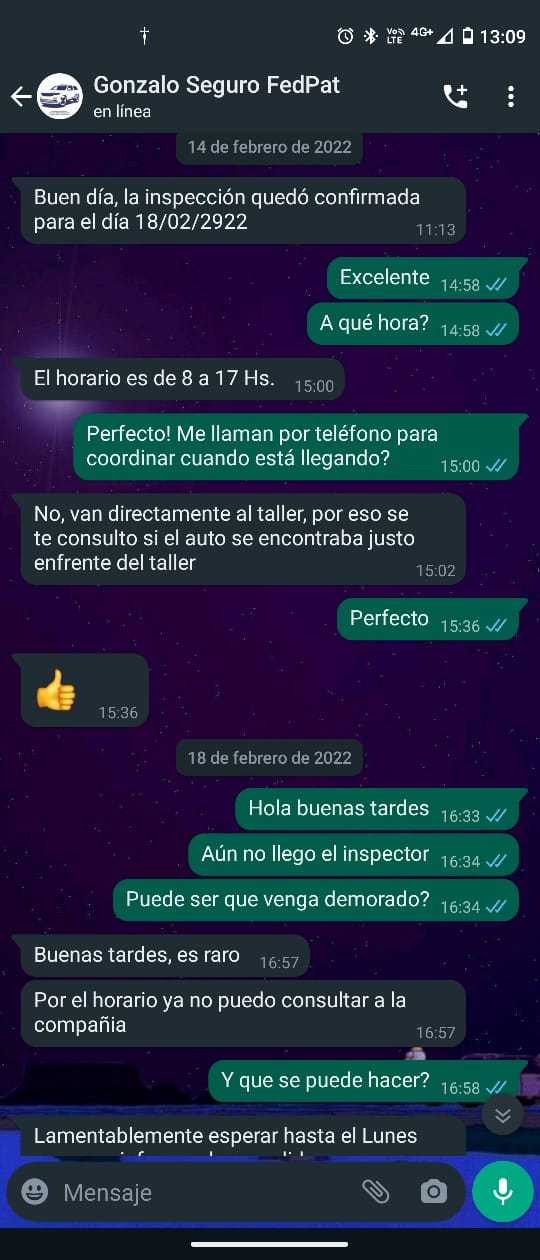 Vo)) LTE 4G+ 13:09
Gonzalo Seguro FedPat
en línea
14 de febrero de 2022
Buen día, la inspección quedó confirmada
para el día 18/02/2922
11:13
Excelente 14:58
A qué hora? 14:58
El horario es de 8 a 17 Hs. 15:00
Perfecto! Me llaman por teléfono para
coordinar cuando está llegando? 15:00
No, van directamente al taller, por eso se
te consulto si el auto se encontraba justo
enfrente del taller
15:02
Perfecto 15:36
15:36
18 de febrero de 2022
Hola buenas tardes 16:33
Aún no llego el inspector 16:34
Puede ser que venga demorado? 16:34
Buenas tardes, es raro 16:57
Por el horario ya no puedo consultar a la
compañia
16:57
Y que se puede hacer? 16:58
Lamentablemente esperar hasta el Lunes
Mensaje